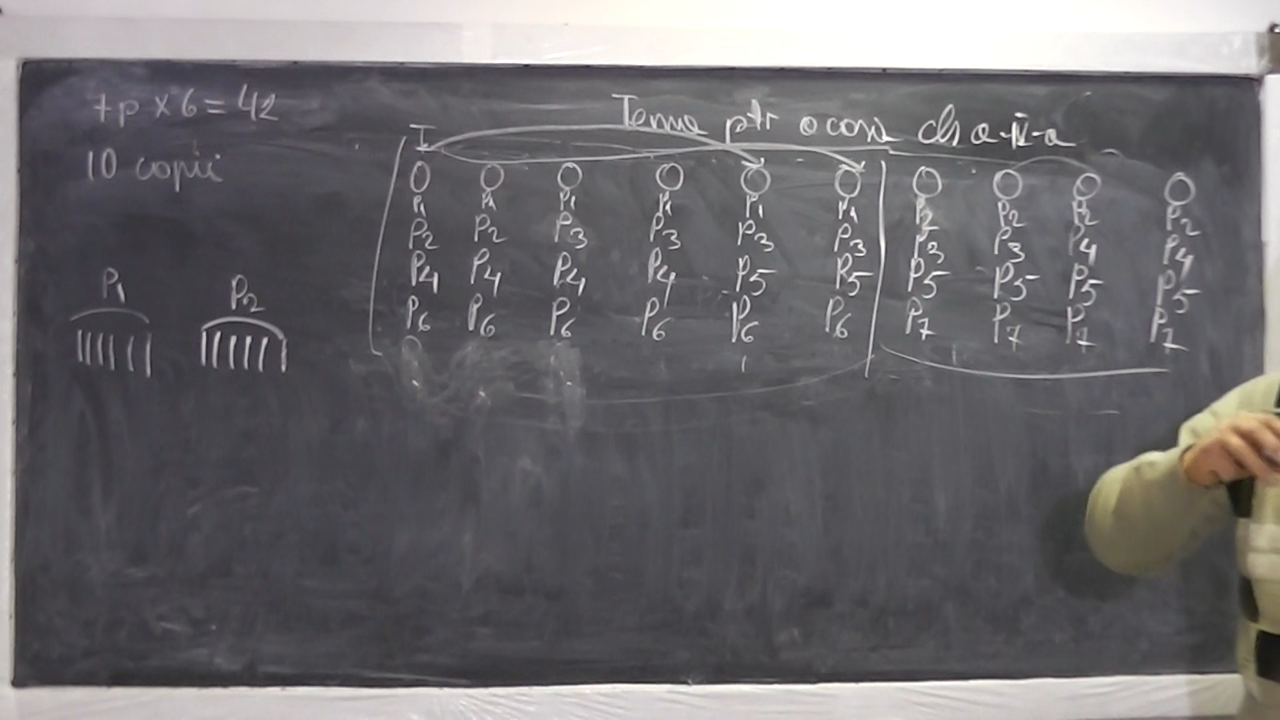 7p x 6 = 42
Tema ptr acasă cls a-II-a
10 copii
I
P1 P1 P1 P1 P1 P1 P2 P2 P2 P2
P2 P2 P3 P3 P3 P3 P3 P3 P4 P4
P4 P4 P4 P4 P5 P5 P5 P5 P5 P5
P6 P6 P6 P6 P6 P6 P7 P7 P7 P7
P1 P2